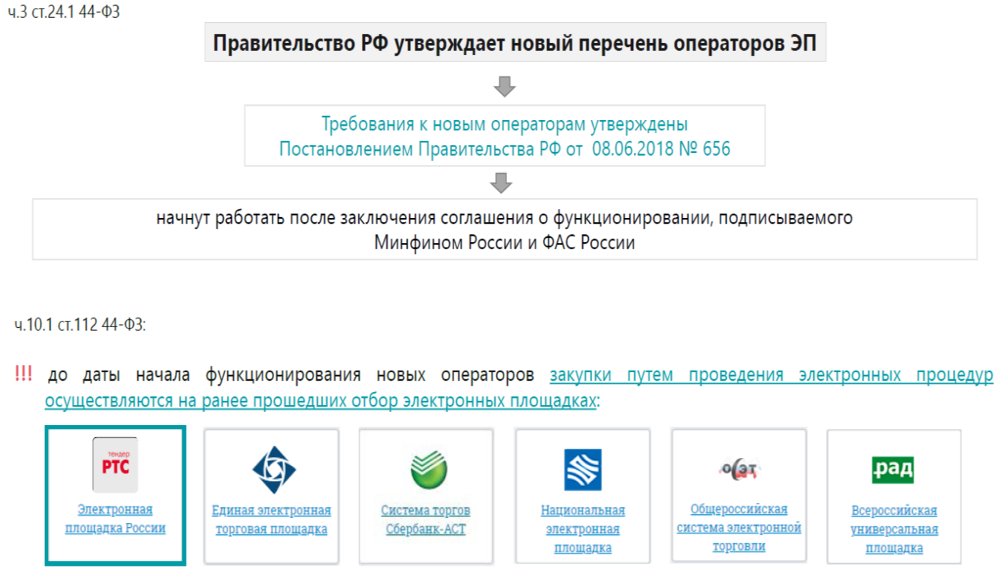 ч.3 ст.24.1 44-ФЗ
Правительство РФ утверждает новый перечень операторов ЭП
Требования к новым операторам утверждены
Постановлением Правительства РФ от 08.06.2018 № 656
начнут работать после заключения соглашения о функционировании, подписываемого
Минфином России и ФАС России
ч.10.1 ст.112 44-ФЗ:
!!! до даты начала функционирования новых операторов закупки путем проведения электронных процедур
осуществляются на ранее прошедших отбор электронных площадках:
тендер
РТС
Электронная
площадка России
Единая электронная
торговая площадка
Система торгов
Сбербанк-АСТ
Национальная
электронная
площадка
осэт
Общероссийская
система электронной
торговли
рад
Всероссийская
универсальная
площадка